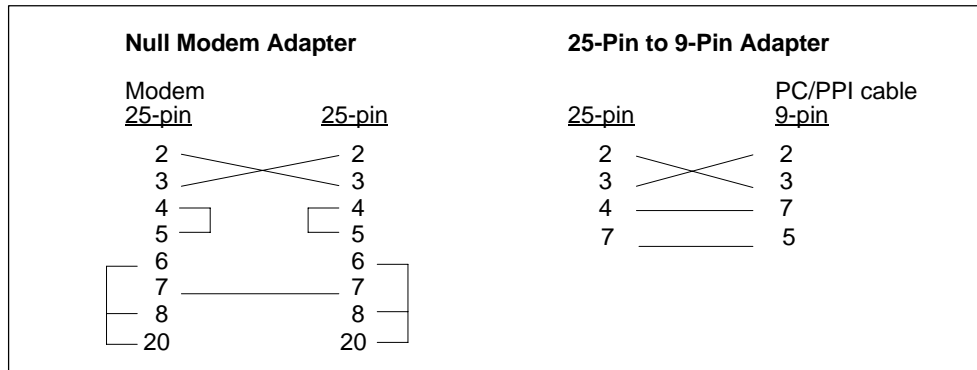 Null Modem Adapter
25-Pin to 9-Pin Adapter
Modem
25-pin
25-pin
2 2
3 3
4 4
5 5
6 6
7 7
8 8
20 20
PC/PPI cable
25-pin
9-pin
2 2
3 3
4 7
7 5